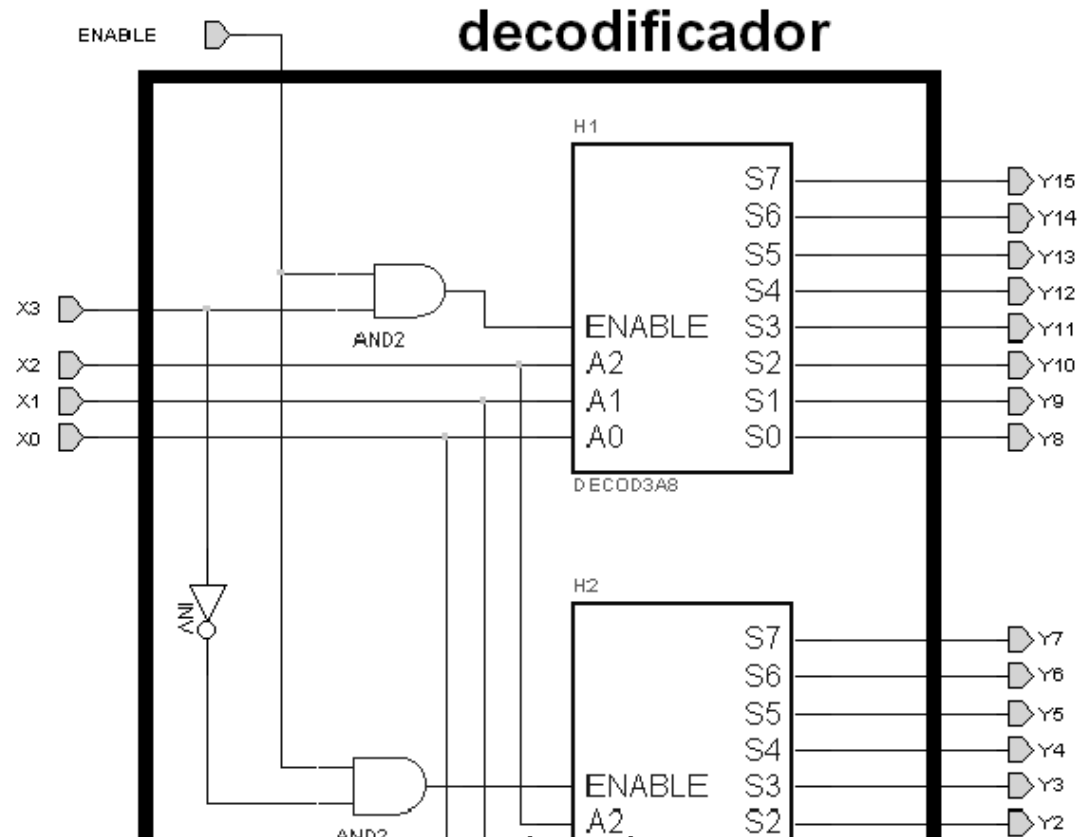 decodificador
ENABLE
H1
S7 Y15
S6 Y14
S5 Y13
S4 Y12
X3
AND2
ENABLE S3 Y11
X2 A2 S2 Y10
X1 A1 S1 Y9
X0 A0 S0 Y8
DECOD3A8
H2
INV
S7 Y7
S6 Y6
S5 Y5
S4 Y4
ENABLE S3 Y3
A2 S2 Y2
AND2